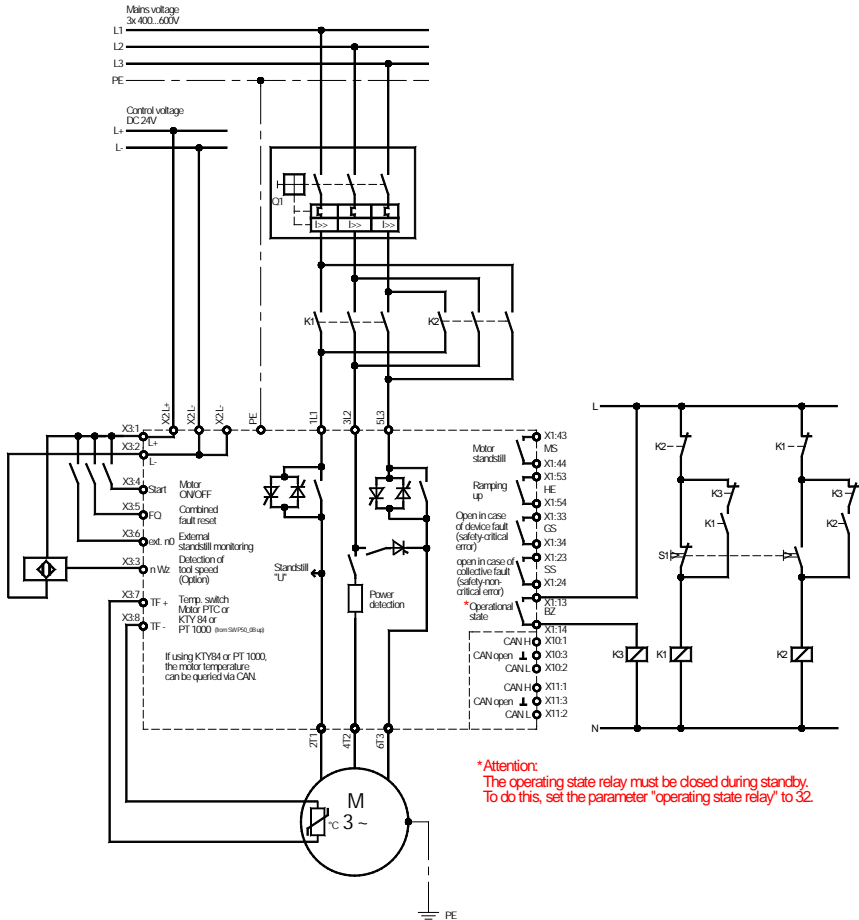 Mains voltage
3x 400...600V
L1
L2
L3
PE
Control voltage
DC 24V
L+
L-
Q1
I>> I>> I>>
K1
K2
X2:L+
X2:L-
X2:L-
PE
1L1
3L2
5L3
X3:1
L+
X3:2
L-
X3:4
Start
Motor
ON/OFF
X3:5
FQ
Combined
fault reset
X3:6
ext. n0
External
standstill monitoring
X3:3
n Wz
Detection of
tool speed
(Option)
X3:7
TF +
X3:8
TF -
Temp. switch
Motor PTC or
KTY 84 or
PT 1000 (from SWP50_08 up)
If using KTY84 or PT 1000,
the motor temperature
can be queried via CAN.
Standstill
"U"
Power
detection
Motor
standstill
X1:43
MS
X1:44
Ramping
up
X1:53
HE
X1:54
Open in case
of device fault
(safety-critical
error)
X1:33
GS
X1:34
open in case of
collective fault
(safety-non-
critical error)
X1:23
SS
X1:24
*Operational
state
X1:13
BZ
X1:14
CAN H
X10:1
CAN open
X10:3
CAN L
X10:2
CAN H
X11:1
CAN open
X11:3
CAN L
X11:2
2T1
4T2
6T3
M
3 ~
°C
PE
L
K2
K1
K3
K1
K3
K2
S1
K3
K1
K2
N
*Attention:
The operating state relay must be closed during standby.
To do this, set the parameter "operating state relay" to 32.